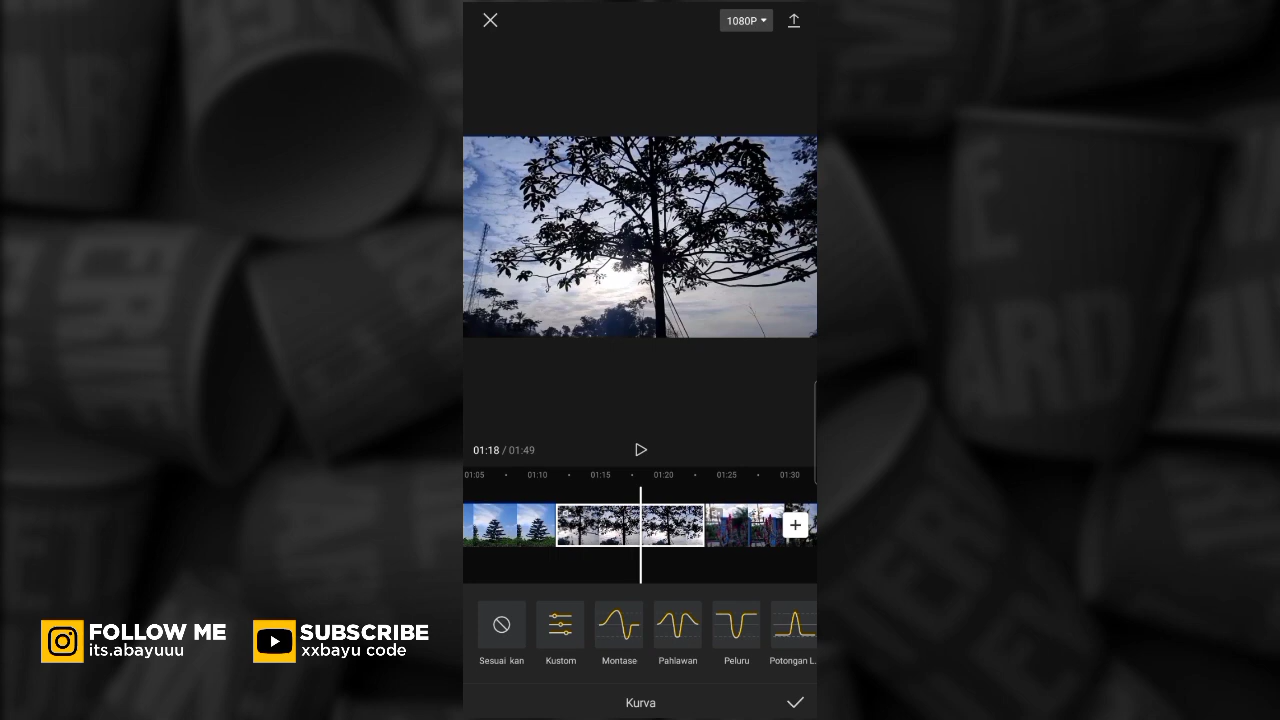 1080P
01:18 / 01:49
01:05
01:10
01:15
01:20
01:25
01:30
Sesuai kan
Kustom
Montase
Pahlawan
Peluru
Potongan L..
Kurva
FOLLOW ME
its.abayuuu
SUBSCRIBE
xxbayu code